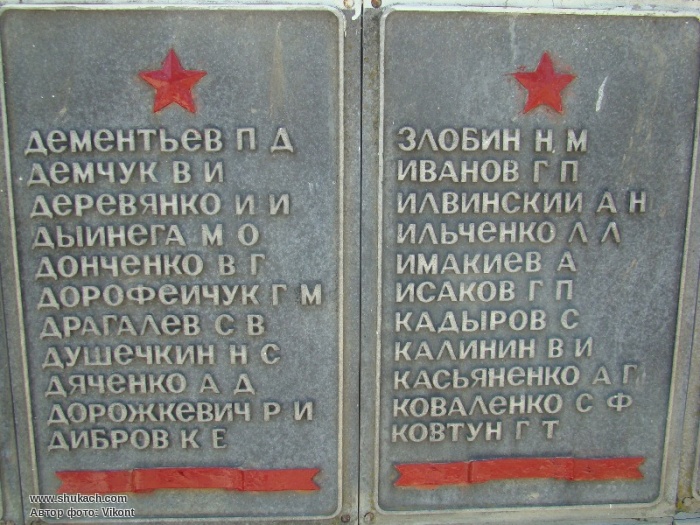 ДЕМЕНТЬЕВ П Д
ДЕМЧУК В И
ДЕРЕВЯНКО И И
ДЫИНЕГА М О
ДОНЧЕНКО В Г
ДОРОФЕИЧУК Г М
ДРАГАЛЕВ С В
ДУШЕЧКИН Н С
ДЯЧЕНКО А Д
ДОРОЖКЕВИЧ Р И
ДИБРОВ К Е
ЗЛОБИН Н М
ИВАНОВ Г П
ИЛВИНСКИИ А Н
ИЛЬЧЕНКО Л Л
ИМАКИЕВ А
ИСАКОВ Г П
КАДЫРОВ С
КАЛИНИН В И
КАСЬЯНЕНКО А Г
КОВАЛЕНКО С Ф
КОВТУН Г Т
www.shukach.com
Автор фото: Vikont